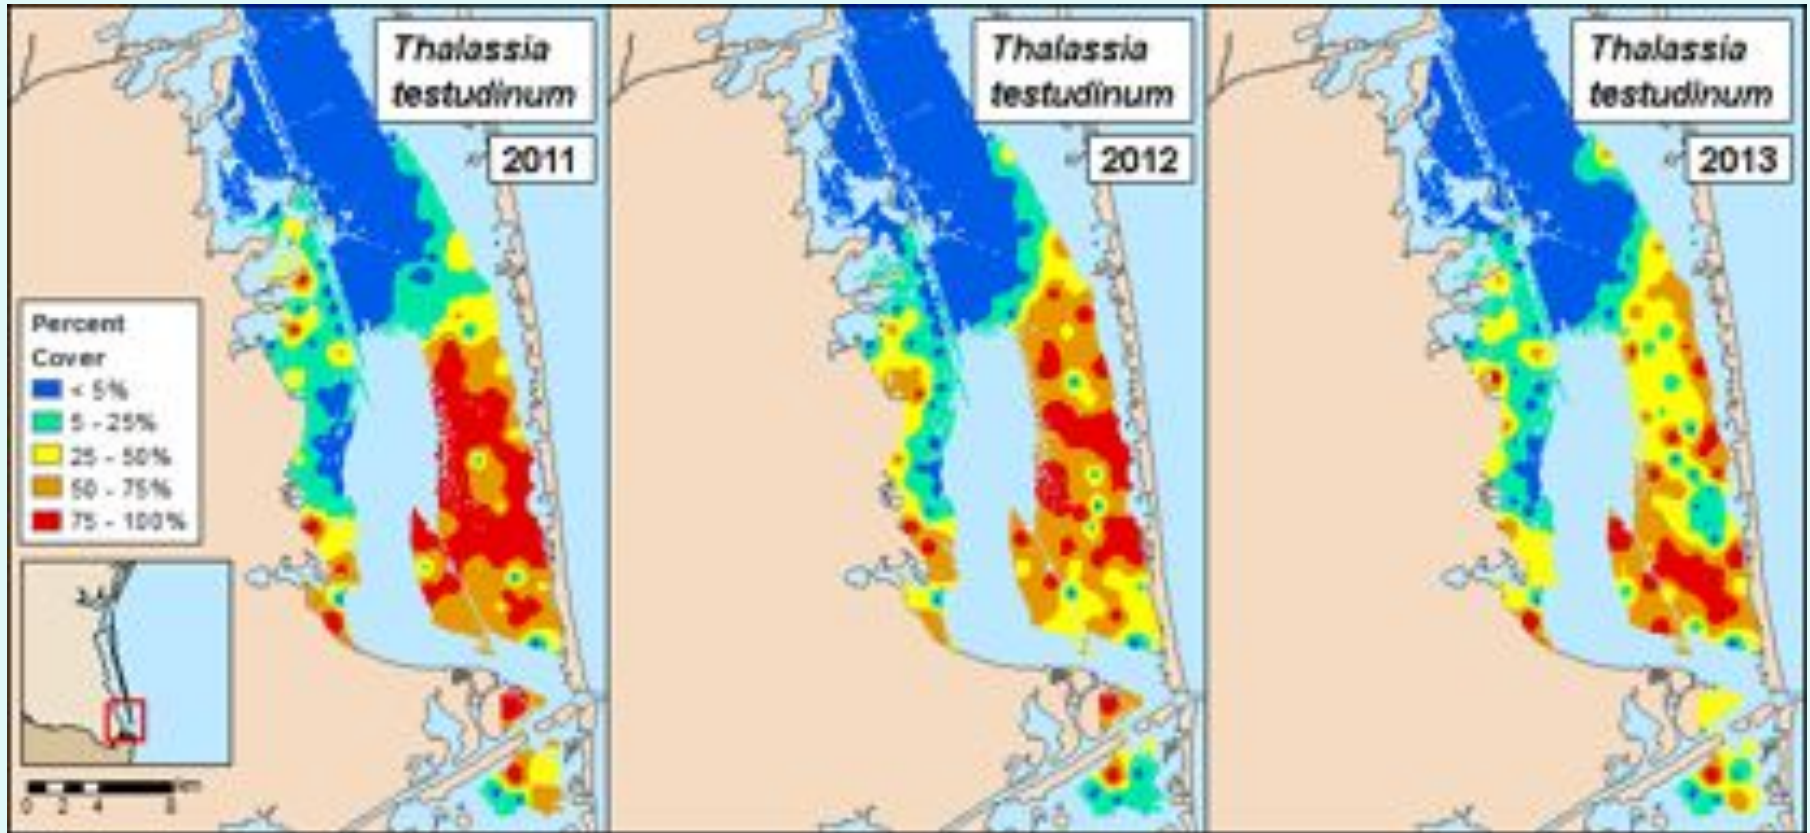 Thalassia
testudinum
2011
Thalassia
testudinum
2012
Thalassia
testudinum
2013
Percent
Cover
< 5%
5 - 25%
25 - 50%
50 - 75%
75 - 100%
km
0 2 4 8